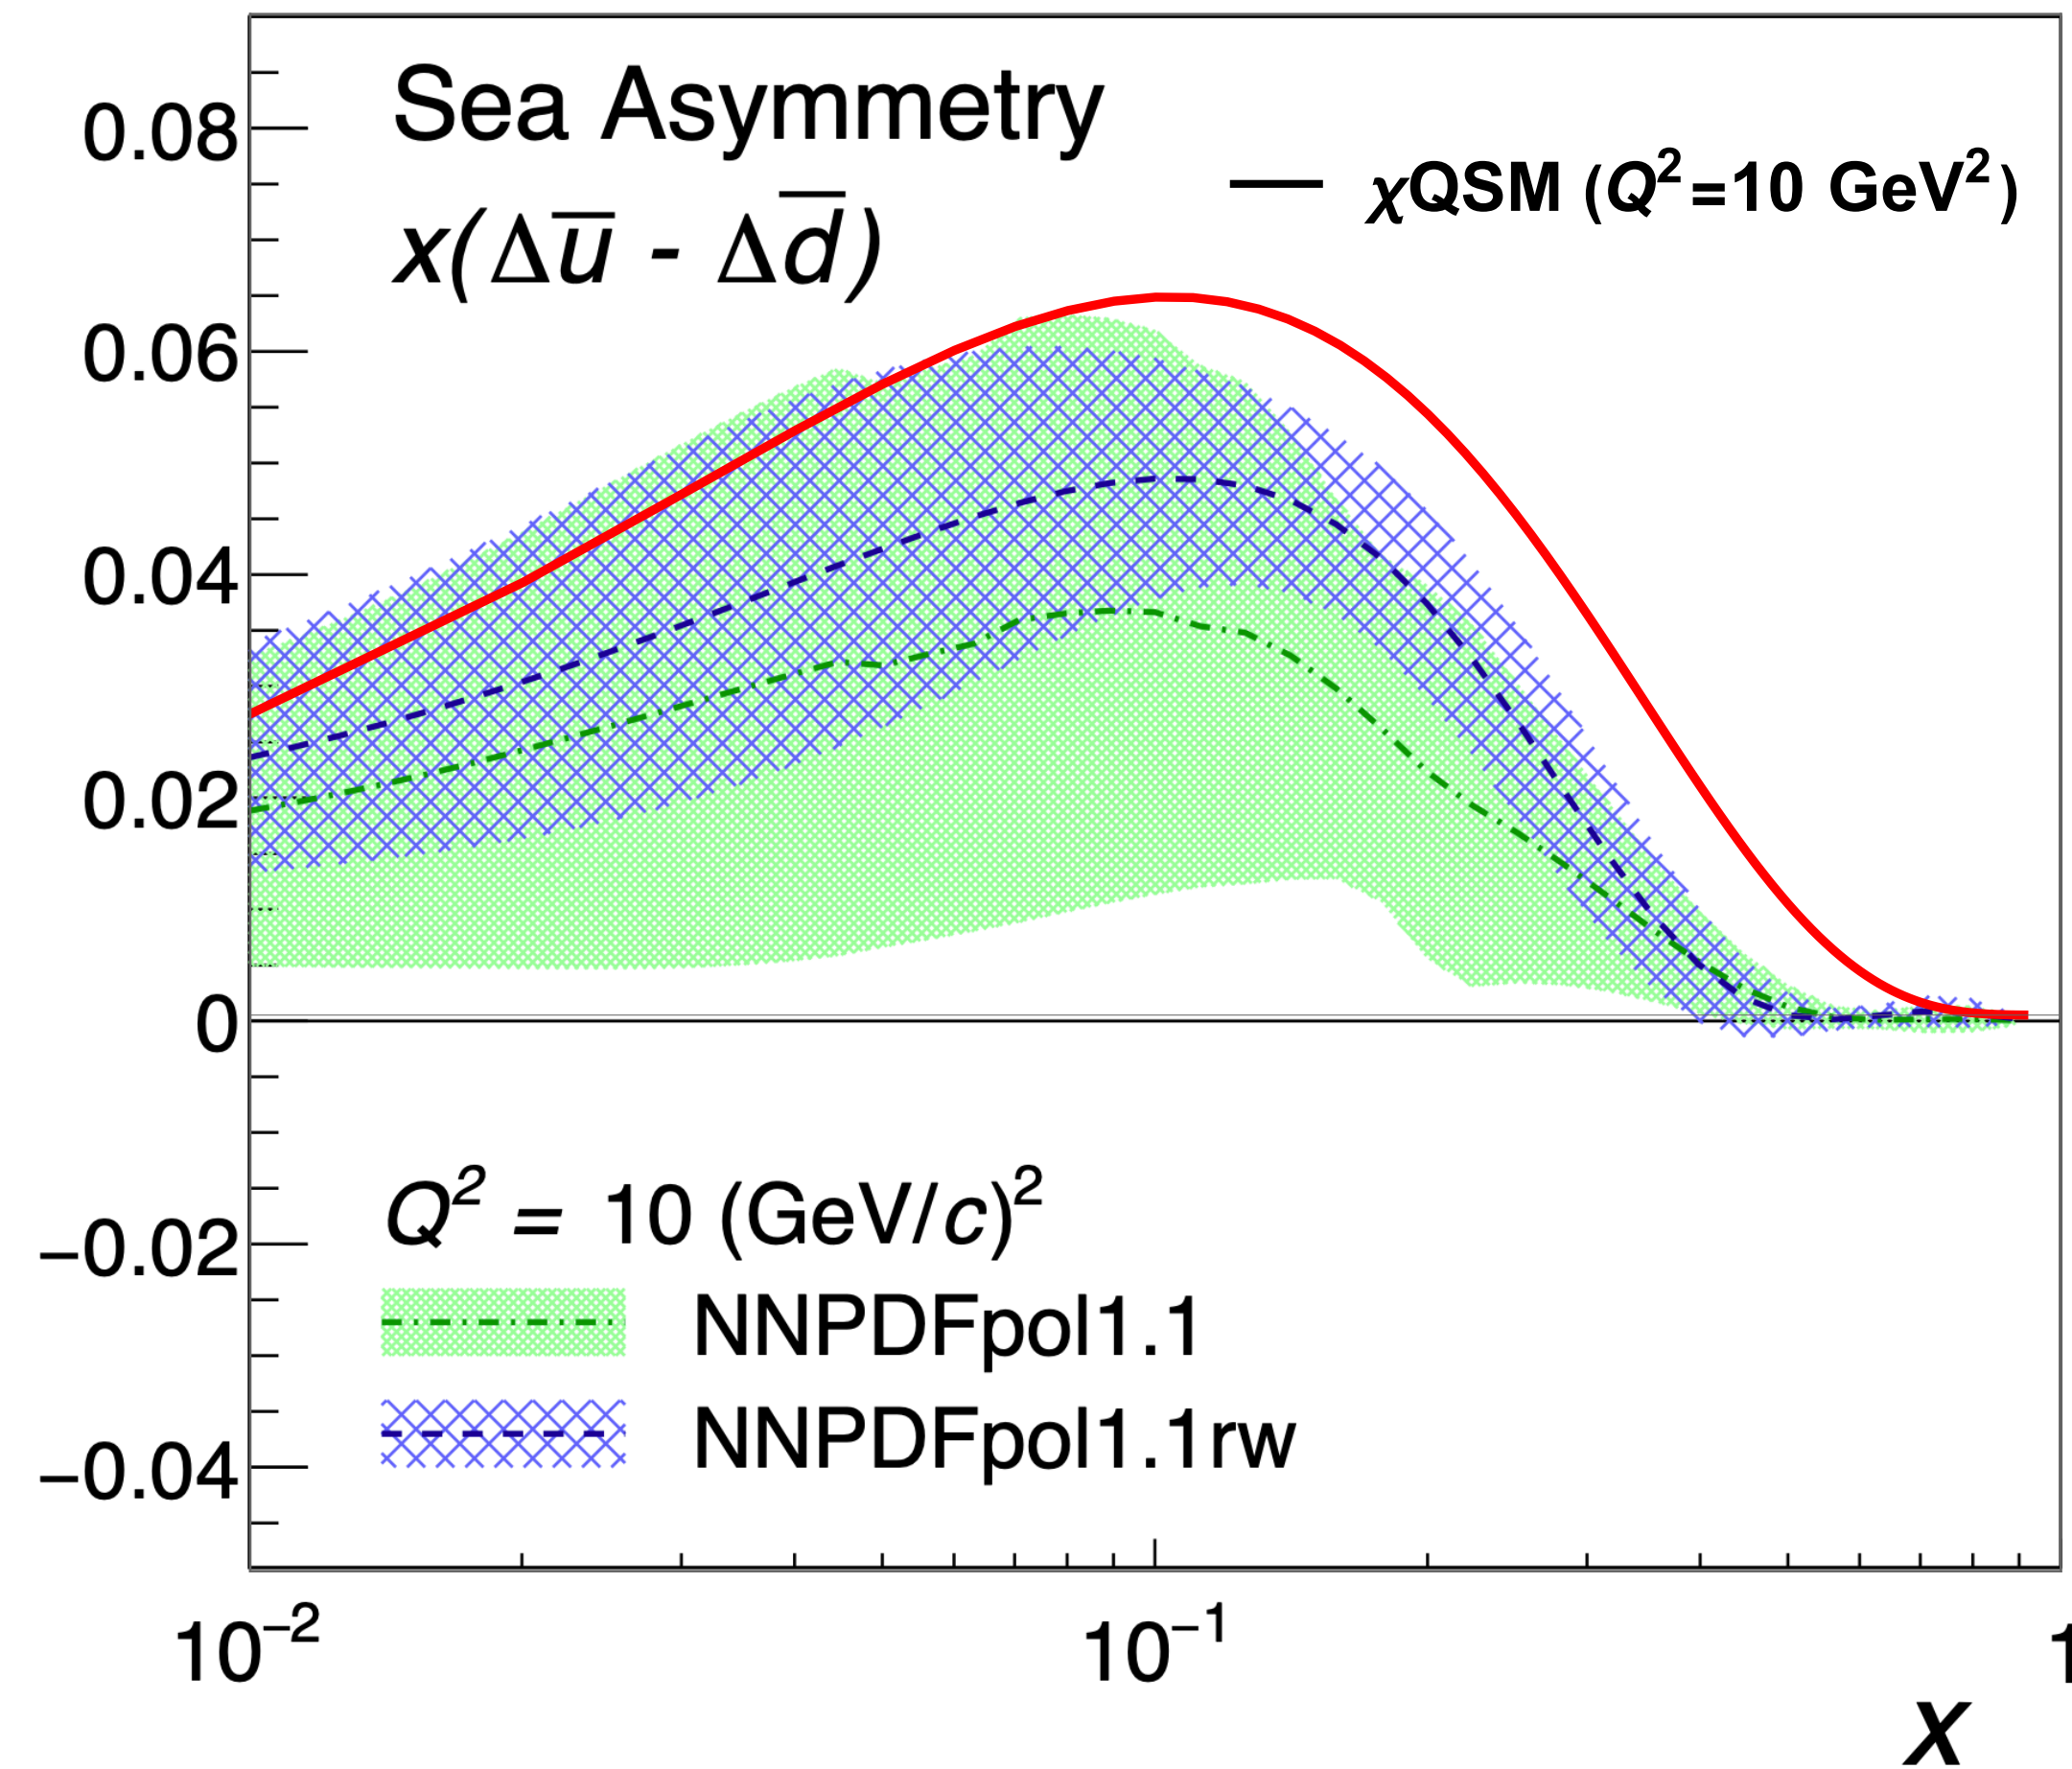 Sea Asymmetry
x(Δu̅ - Δd̅)
χQSM (Q²=10 GeV²)
0.08
0.06
0.04
0.02
0
−0.02
−0.04
Q² = 10 (GeV//c)²
NNPDFpol1.1
NNPDFpol1.1rw
10⁻² 10⁻¹ 1
x